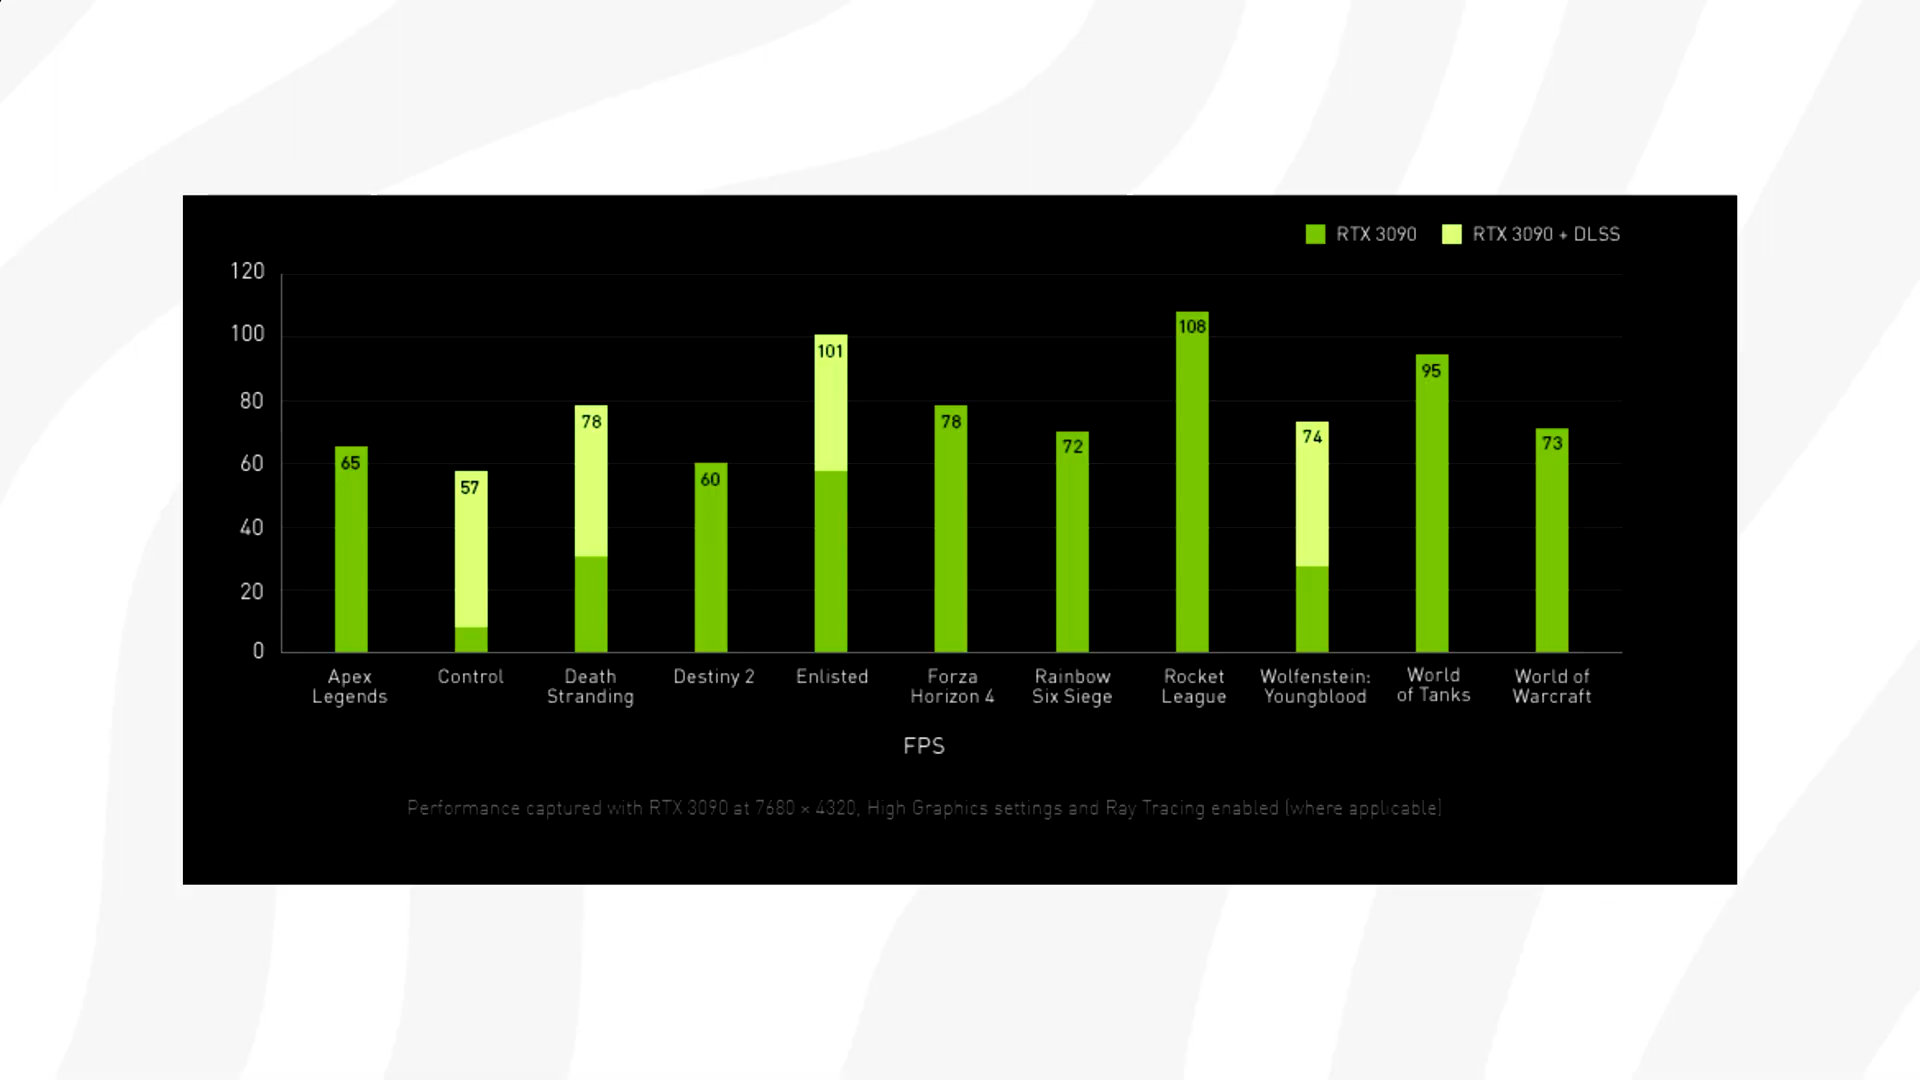 RTX 3090 RTX 3090 + DLSS
120
100
80
60
40
20
0
65
57
78
60
101
78
72
108
74
95
73
Apex Legends
Control
Death Stranding
Destiny 2
Enlisted
Forza Horizon 4
Rainbow Six Siege
Rocket League
Wolfenstein: Youngblood
World of Tanks
World of Warcraft
FPS
Performance captured with RTX 3090 at 7680 × 4320, High Graphics settings and Ray Tracing enabled (where applicable)